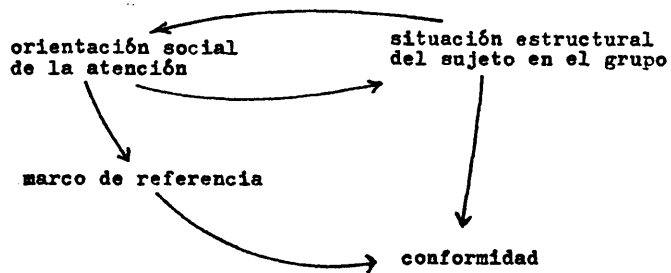 orientación social
de la atención
situación estructural
del sujeto en el grupo
marco de referencia
conformidad